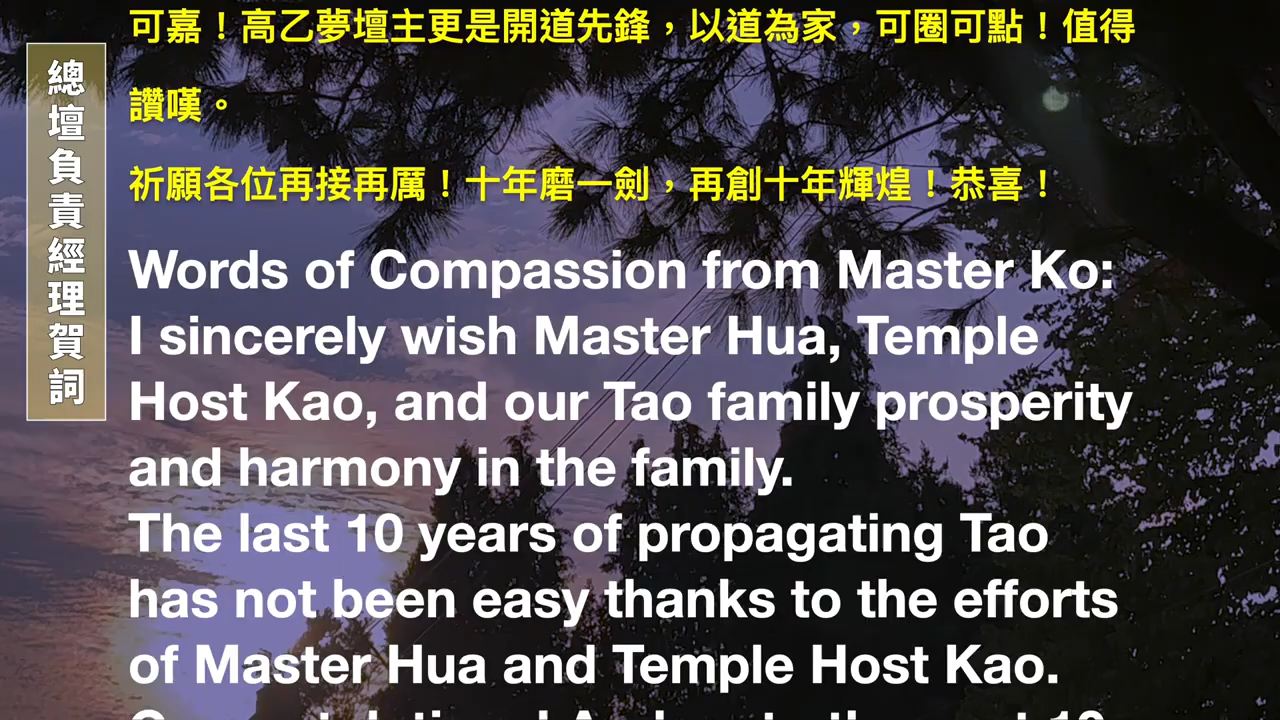 總壇負責經理賀詞
可嘉！高乙夢壇主更是開道先鋒，以道為家，可圈可點！值得
讚嘆。
祈願各位再接再厲！十年磨一劍，再創十年輝煌！恭喜！
Words of Compassion from Master Ko:
I sincerely wish Master Hua, Temple
Host Kao, and our Tao family prosperity
and harmony in the family.
The last 10 years of propagating Tao
has not been easy thanks to the efforts
of Master Hua and Temple Host Kao.